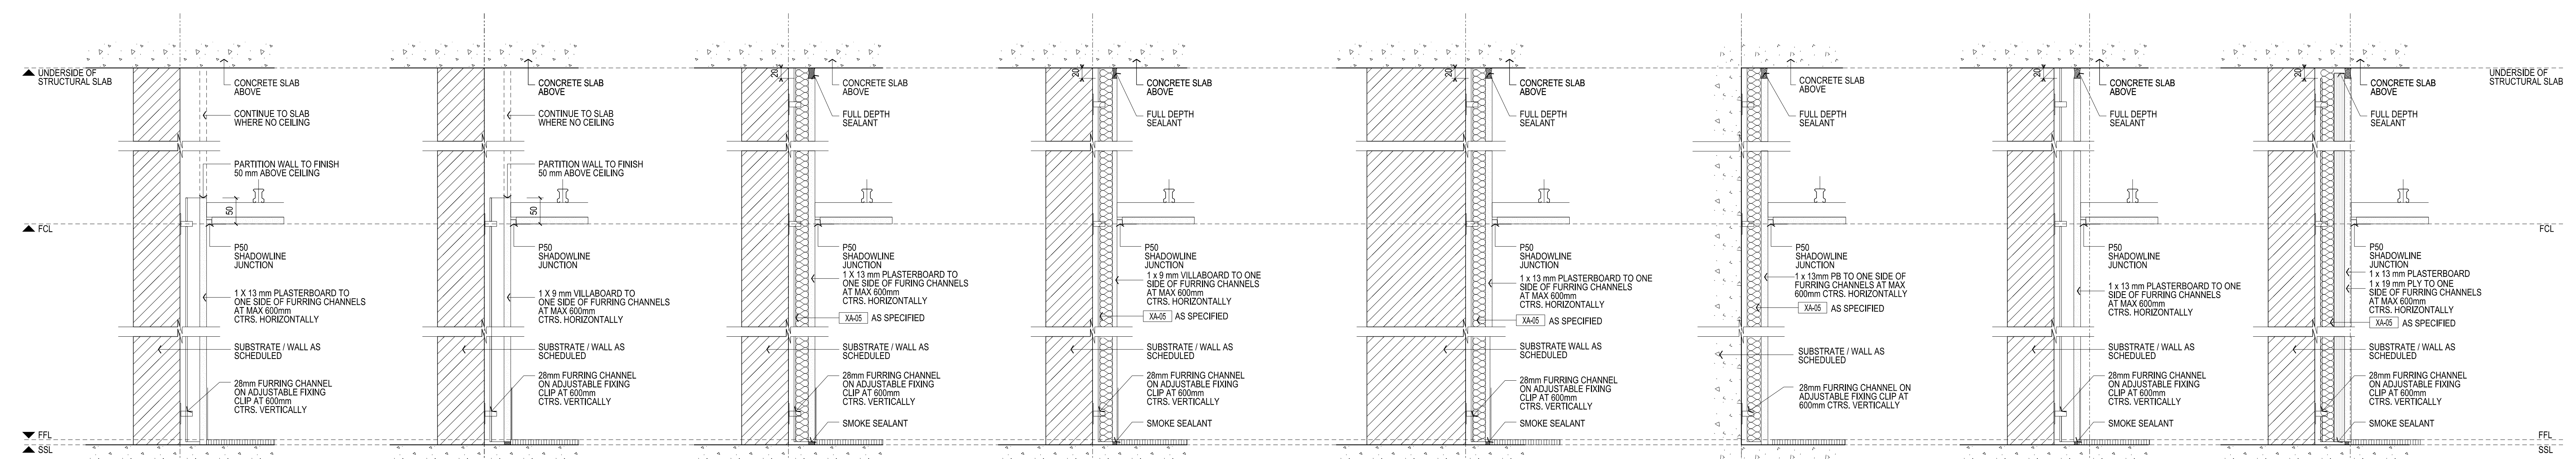 UNDERSIDE OF
STRUCTURAL SLAB
FCL
FFL
SSL
CONCRETE SLAB
ABOVE
CONTINUE TO SLAB
WHERE NO CEILING
PARTITION WALL TO FINISH
50 mm ABOVE CEILING
50
P50
SHADOWLINE
JUNCTION
1 X 13 mm PLASTERBOARD TO
ONE SIDE OF FURRING CHANNELS
AT MAX 600mm
CTRS. HORIZONTALLY
SUBSTRATE / WALL AS
SCHEDULED
28mm FURRING CHANNEL
ON ADJUSTABLE FIXING
CLIP AT 600mm
CTRS. VERTICALLY
CONCRETE SLAB
ABOVE
CONTINUE TO SLAB
WHERE NO CEILING
PARTITION WALL TO FINISH
50 mm ABOVE CEILING
50
P50
SHADOWLINE
JUNCTION
1 X 9 mm VILLABOARD TO
ONE SIDE OF FURRING CHANNELS
AT MAX 600mm
CTRS. HORIZONTALLY
SUBSTRATE / WALL AS
SCHEDULED
28mm FURRING CHANNEL
ON ADJUSTABLE FIXING
CLIP AT 600mm
CTRS. VERTICALLY
20
CONCRETE SLAB
ABOVE
FULL DEPTH
SEALANT
P50
SHADOWLINE
JUNCTION
1 X 13 mm PLASTERBOARD TO
ONE SIDE OF FURING CHANNELS
AT MAX 600mm
CTRS. HORIZONTALLY
XA-05 AS SPECIFIED
SUBSTRATE / WALL AS
SCHEDULED
28mm FURRING CHANNEL
ON ADJUSTABLE FIXING
CLIP AT 600mm
CTRS. VERTICALLY
SMOKE SEALANT
20
CONCRETE SLAB
ABOVE
FULL DEPTH
SEALANT
P50
SHADOWLINE
JUNCTION
1 x 9 mm VILLABOARD TO ONE
SIDE OF FURRING CHANNELS
AT MAX 600mm
CTRS. HORIZONTALLY
XA-05 AS SPECIFIED
SUBSTRATE / WALL AS
SCHEDULED
28mm FURRING CHANNEL
ON ADJUSTABLE FIXING
CLIP AT 600mm
CTRS. VERTICALLY
SMOKE SEALANT
20
CONCRETE SLAB
ABOVE
FULL DEPTH
SEALANT
P50
SHADOWLINE
JUNCTION
1 x 13 mm PLASTERBOARD TO ONE
SIDE OF FURRING CHANNELS
AT MAX 600mm
CTRS. HORIZONTALLY
XA-05 AS SPECIFIED
SUBSTRATE WALL AS
SCHEDULED
28mm FURRING CHANNEL
ON ADJUSTABLE FIXING
CLIP AT 600mm
CTRS. VERTICALLY
SMOKE SEALANT
CONCRETE SLAB
ABOVE
FULL DEPTH
SEALANT
P50
SHADOWLINE
JUNCTION
1 x 13mm PB TO ONE SIDE OF
FURRING CHANNELS AT MAX
600mm CTRS. HORIZONTALLY
XA-05 AS SPECIFIED
SUBSTRATE / WALL AS
SCHEDULED
28mm FURRING CHANNEL ON
ADJUSTABLE FIXING CLIP AT
600mm CTRS. VERTICALLY
20
CONCRETE SLAB
ABOVE
FULL DEPTH
SEALANT
P50
SHADOWLINE
JUNCTION
1 x 13 mm PLASTERBOARD TO ONE
SIDE OF FURRING CHANNELS
AT MAX 600mm
CTRS. HORIZONTALLY
SUBSTRATE / WALL AS
SCHEDULED
28mm FURRING CHANNEL
ON ADJUSTABLE FIXING
CLIP AT 600mm
CTRS. VERTICALLY
SMOKE SEALANT
20
CONCRETE SLAB
ABOVE
FULL DEPTH
SEALANT
P50
SHADOWLINE
JUNCTION
1 x 13 mm PLASTERBOARD
1 x 19 mm PLY TO ONE
SIDE OF FURRING CHANNELS
AT MAX 600mm
CTRS. HORIZONTALLY
XA-05 AS SPECIFIED
SUBSTRATE / WALL AS
SCHEDULED
28mm FURRING CHANNEL
ON ADJUSTABLE FIXING
CLIP AT 600mm
CTRS. VERTICALLY
SMOKE SEALANT
UNDERSIDE OF
STRUCTURAL SLAB
FCL
FFL
SSL